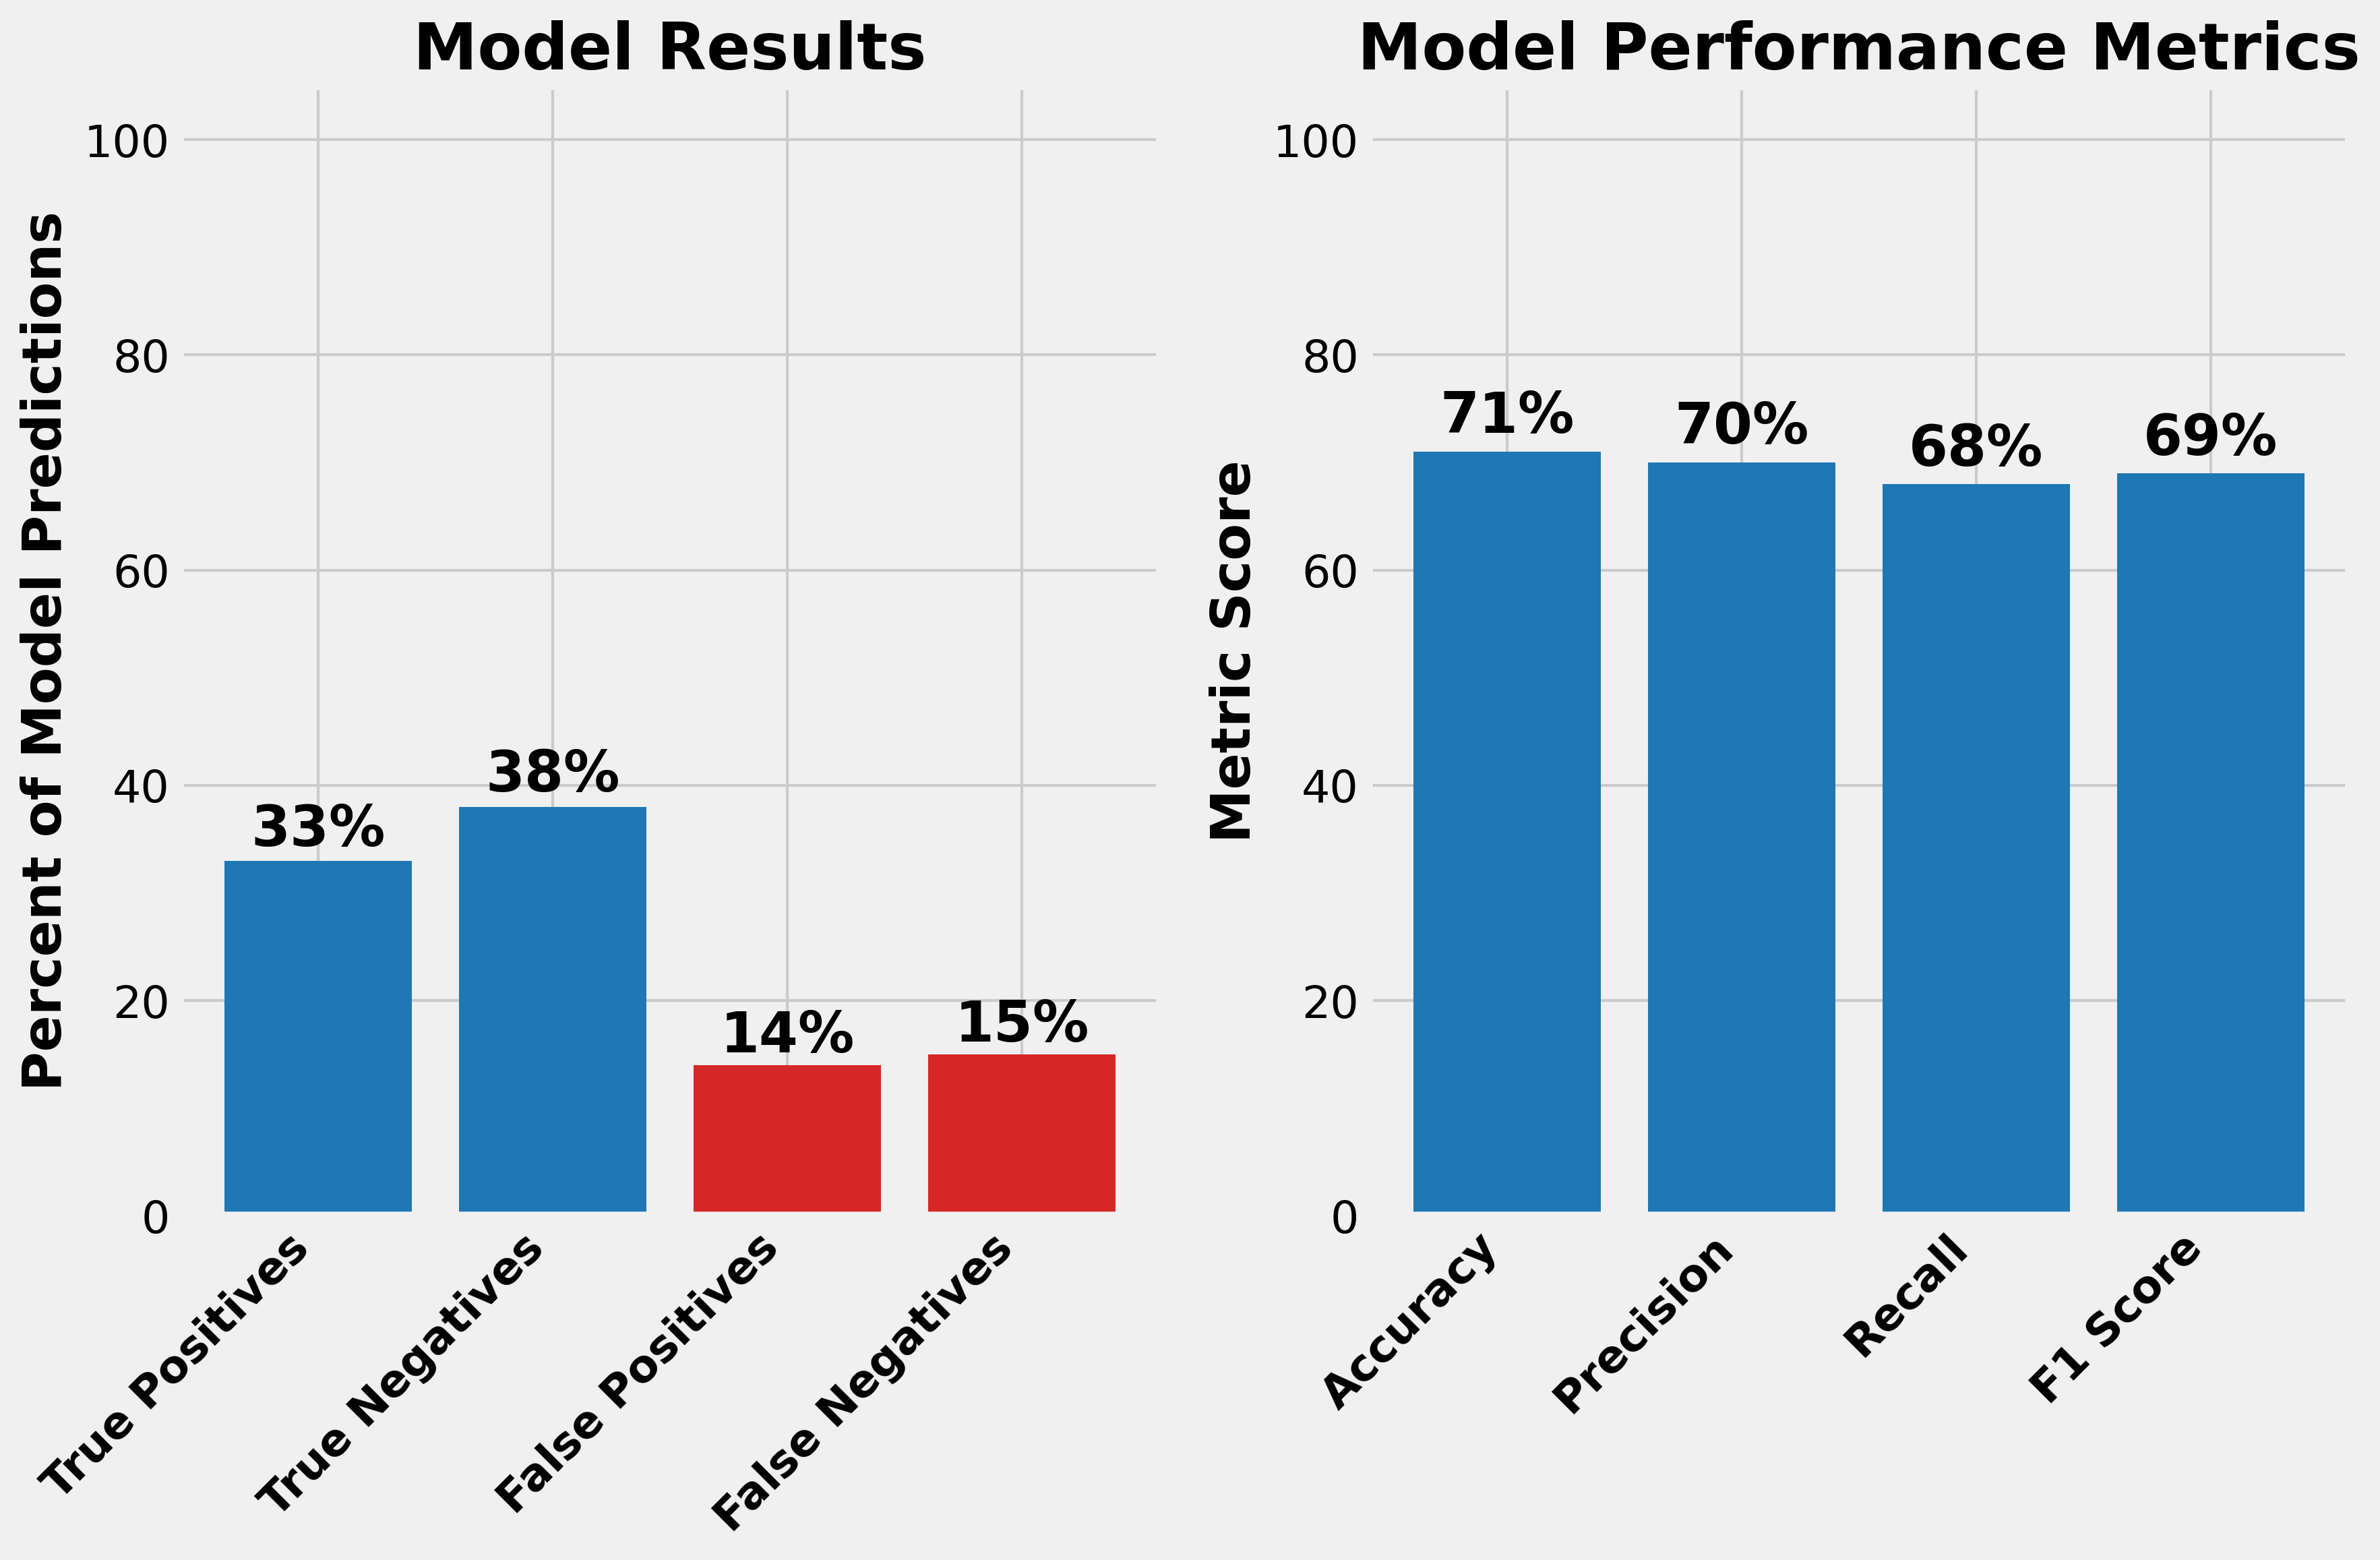 Model Results
Percent of Model Predictions
100
80
60
40
20
0
33%
38%
14%
15%
True Positives
True Negatives
False Positives
False Negatives
Model Performance Metrics
Metric Score
100
80
60
40
20
0
71%
70%
68%
69%
Accuracy
Precision
Recall
F1 Score